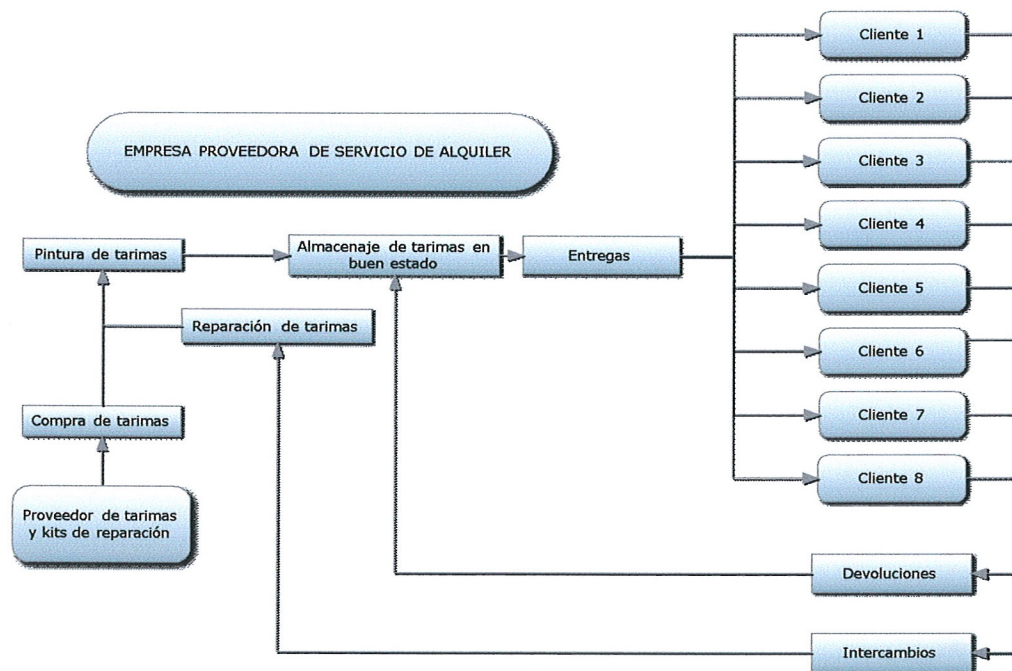 EMPRESA PROVEEDORA DE SERVICIO DE ALQUILER
Cliente 1
Cliente 2
Cliente 3
Cliente 4
Cliente 5
Cliente 6
Cliente 7
Cliente 8
Pintura de tarimas
Almacenaje de tarimas en
buen estado
Entregas
Reparación de tarimas
Compra de tarimas
Proveedor de tarimas
y kits de reparación
Devoluciones
Intercambios